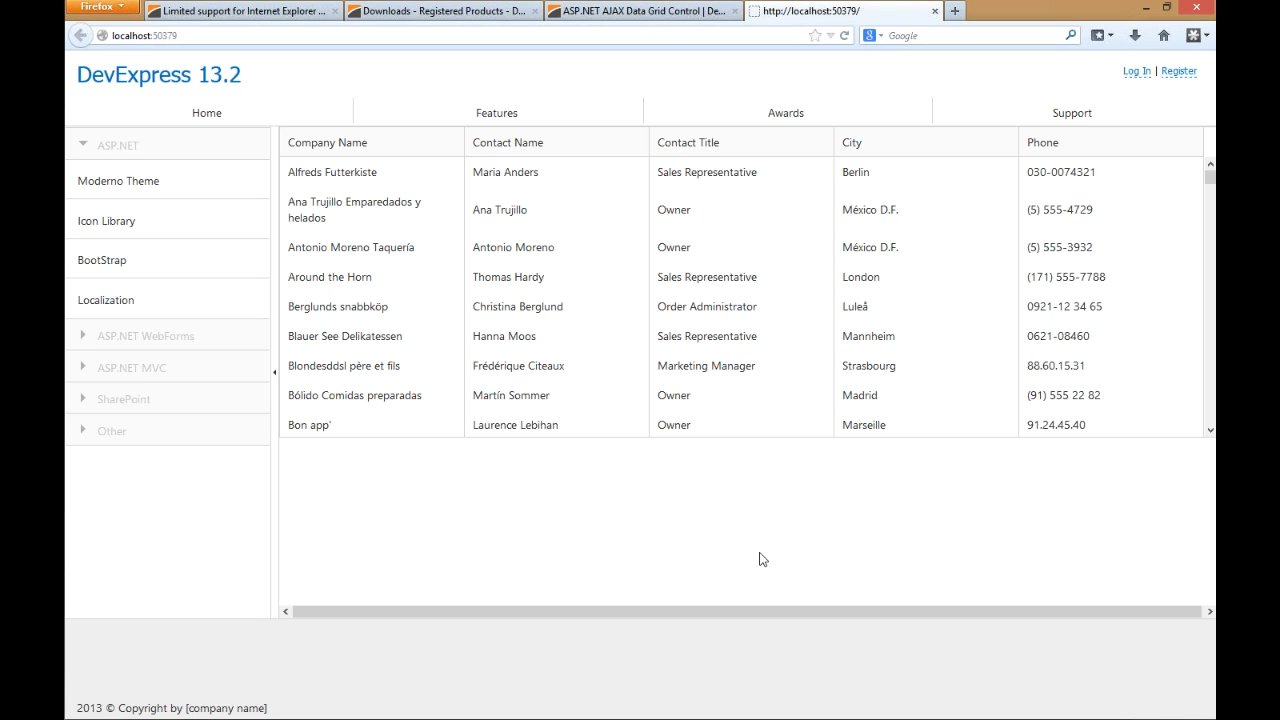 Firefox
Limited support for Internet Explorer ...
Downloads - Registered Products - D...
ASP.NET AJAX Data Grid Control | De...
http://localhost:50379/
localhost:50379
Google
DevExpress 13.2
Log In | Register
Home
Features
Awards
Support
ASP.NET
Moderno Theme
Icon Library
BootStrap
Localization
ASP.NET WebForms
ASP.NET MVC
SharePoint
Other
Company Name Contact Name Contact Title City Phone
Alfreds Futterkiste Maria Anders Sales Representative Berlin 030-0074321
Ana Trujillo Emparedados y
helados Ana Trujillo Owner México D.F. (5) 555-4729
Antonio Moreno Taquería Antonio Moreno Owner México D.F. (5) 555-3932
Around the Horn Thomas Hardy Sales Representative London (171) 555-7788
Berglunds snabbköp Christina Berglund Order Administrator Luleå 0921-12 34 65
Blauer See Delikatessen Hanna Moos Sales Representative Mannheim 0621-08460
Blondesddsl père et fils Frédérique Citeaux Marketing Manager Strasbourg 88.60.15.31
Bólido Comidas preparadas Martín Sommer Owner Madrid (91) 555 22 82
Bon app' Laurence Lebihan Owner Marseille 91.24.45.40
2013 © Copyright by [company name]